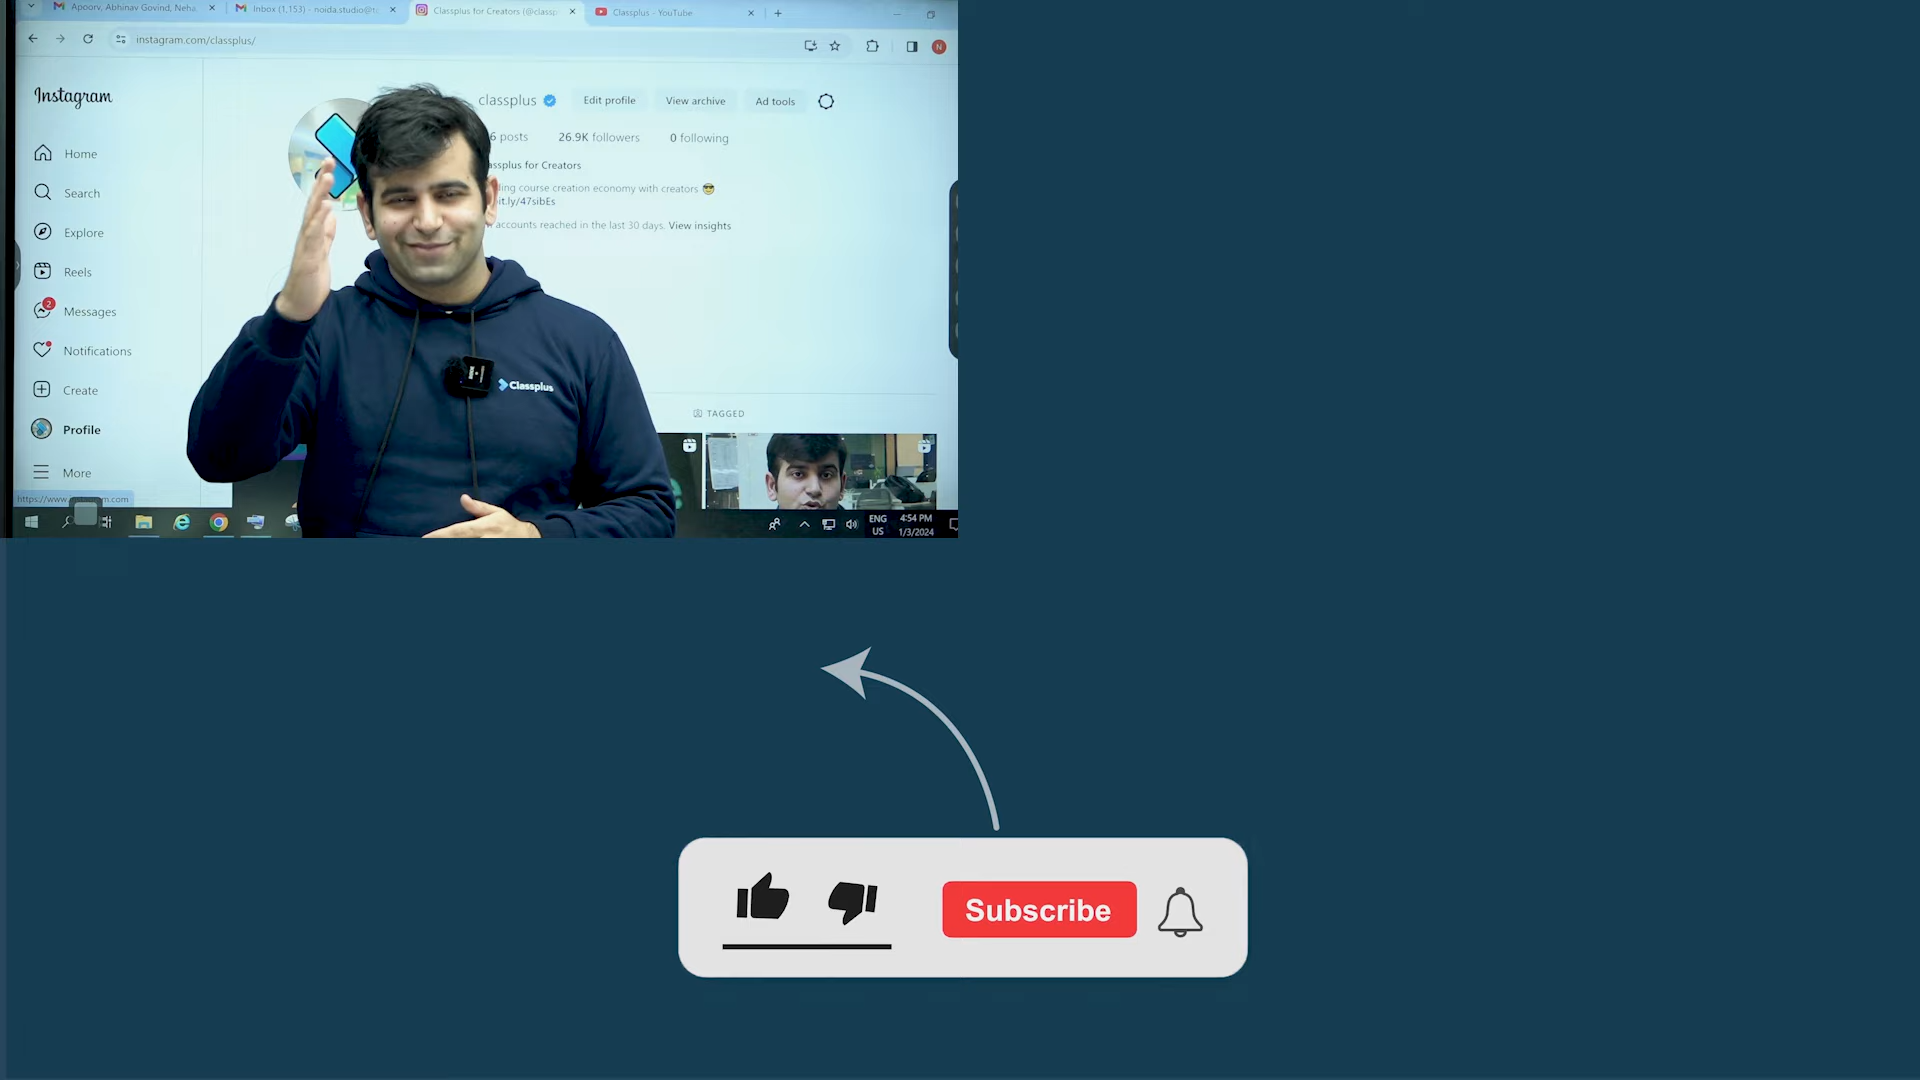 Apoorv, Abhinav Govind, Neha
Inbox (1,153) - noida.studio@t
Classplus for Creators (@classp
Classplus - YouTube
instagram.com/classplus/
N
Instagram
classplus
Edit profile
View archive
Ad tools
6 posts
26.9K followers
0 following
assplus for Creators
ding course creation economy with creators 😎
it.ly/47sibEs
accounts reached in the last 30 days. View insights
Home
Search
Explore
Reels
2
Messages
Notifications
Create
Profile
More
Classplus
TAGGED
ENG
US
4:54 PM
1/3/2024
Subscribe